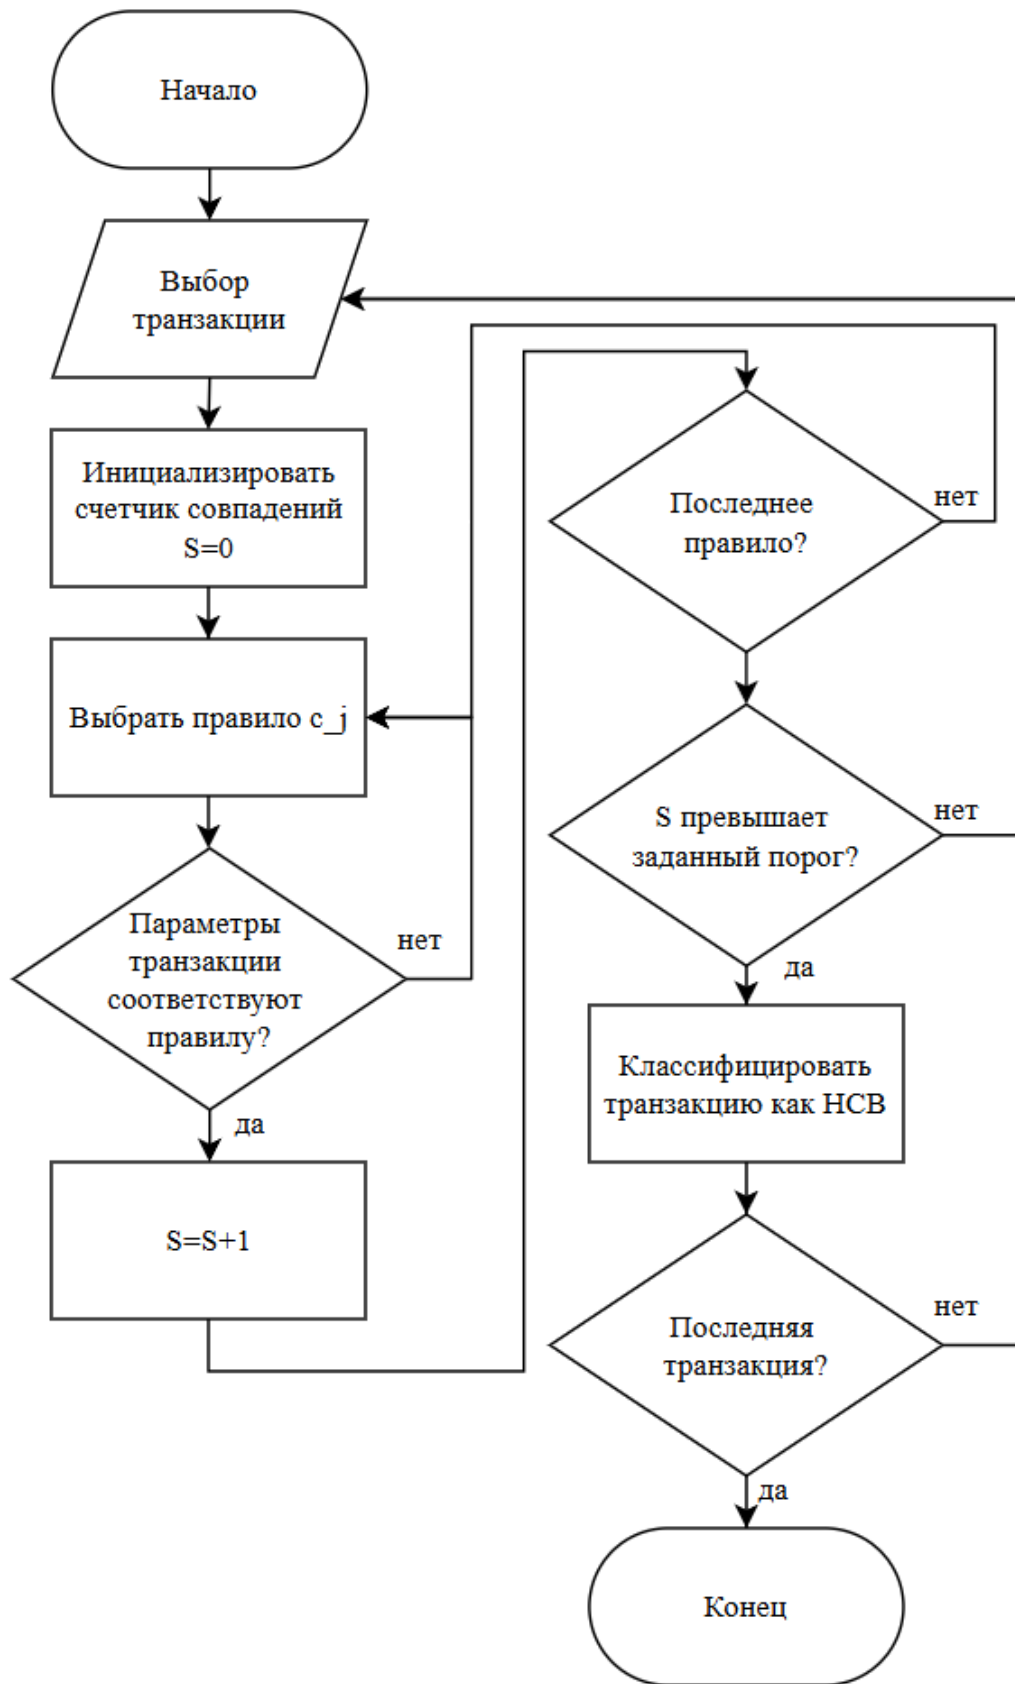 Начало
Выбор
транзакции
Инициализировать
счетчик совпадений
S=0
Выбрать правило c_j
Параметры
транзакции
соответствуют
правилу?
нет
да
S=S+1
Последнее
правило?
нет
S превышает
заданный порог?
нет
да
Классифицировать
транзакцию как НСВ
Последняя
транзакция?
нет
да
Конец